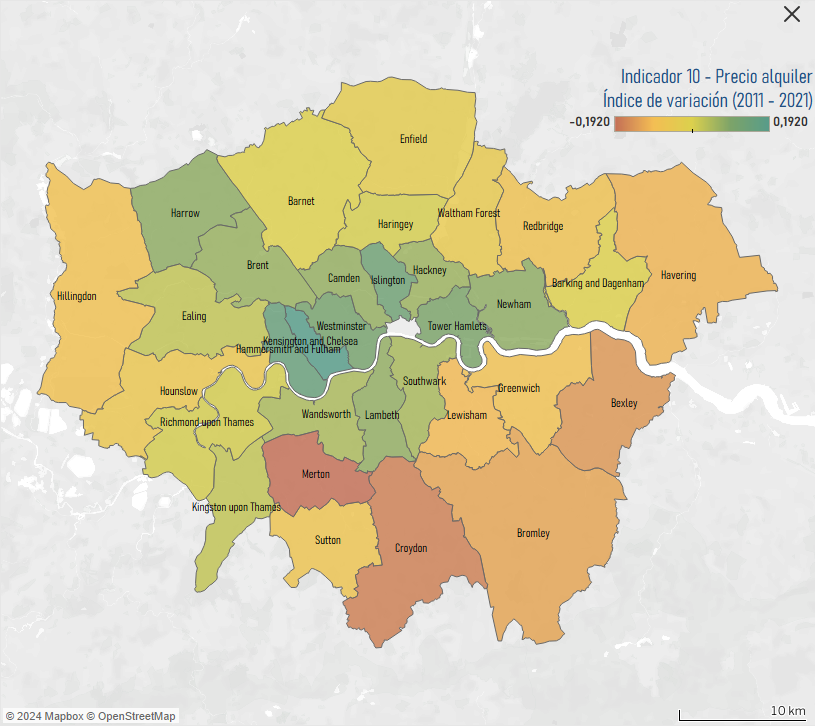 Indicador 10 - Precio alquiler
Índice de variación (2011 - 2021)
-0,1920
0,1920
Enfield
Barnet
Harrow
Haringey
Waltham Forest
Redbridge
Brent
Camden
Islington
Hackney
Havering
Barking and Dagenham
Hillingdon
Newham
Ealing
Westminster
Tower Hamlets
Kensington and Chelsea
Hammersmith and Fulham
Hounslow
Southwark
Greenwich
Bexley
Richmond upon Thames
Wandsworth
Lambeth
Lewisham
Merton
Kingston upon Thames
Sutton
Croydon
Bromley
© 2024 Mapbox © OpenStreetMap
10 km